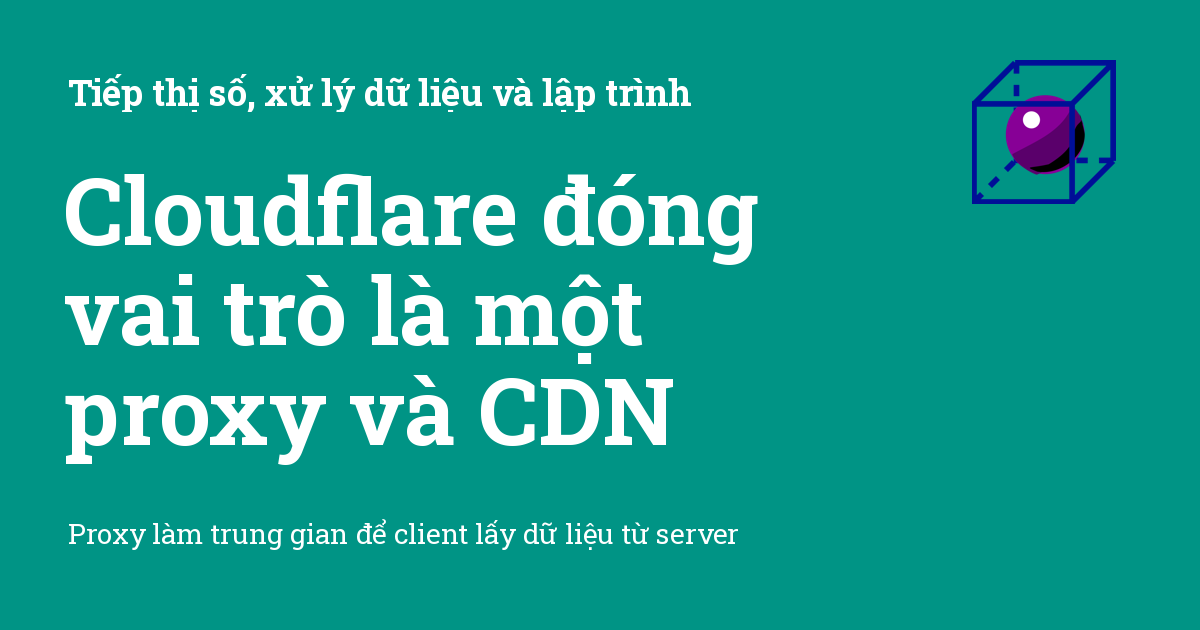 Tiếp thị số, xử lý dữ liệu và lập trình
Cloudflare đóng
vai trò là một
proxy và CDN
Proxy làm trung gian để client lấy dữ liệu từ server